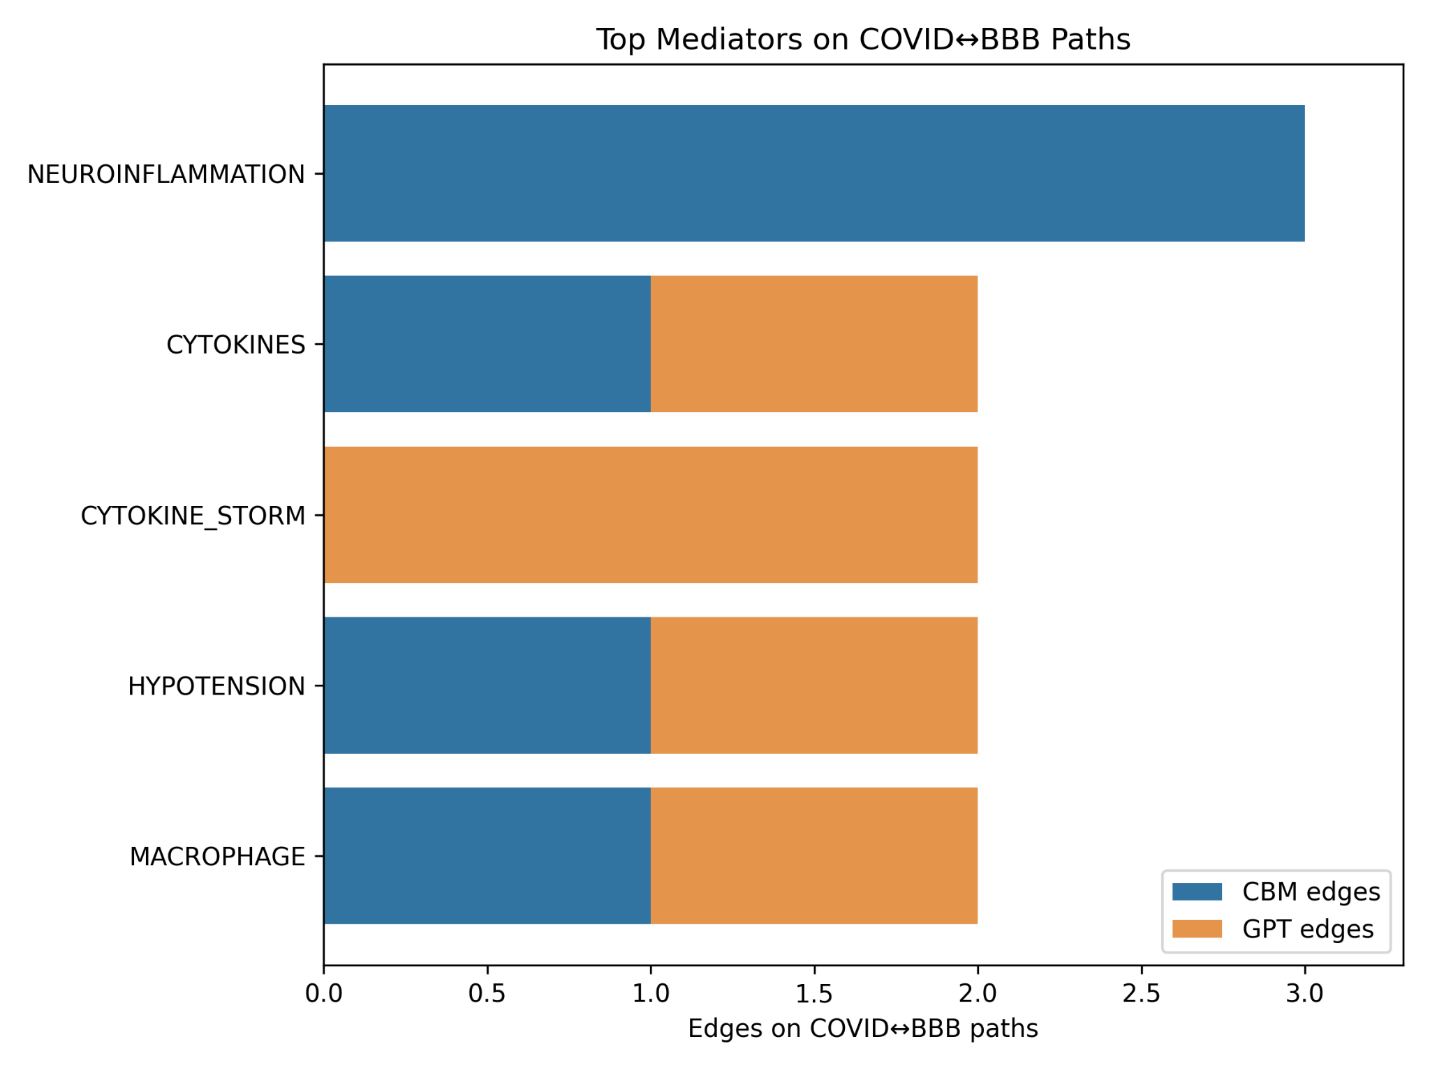 Top Mediators on COVID↔BBB Paths
NEUROINFLAMMATION
CYTOKINES
CYTOKINE_STORM
HYPOTENSION
MACROPHAGE
CBM edges
GPT edges
0.0 0.5 1.0 1.5 2.0 2.5 3.0
Edges on COVID↔BBB paths